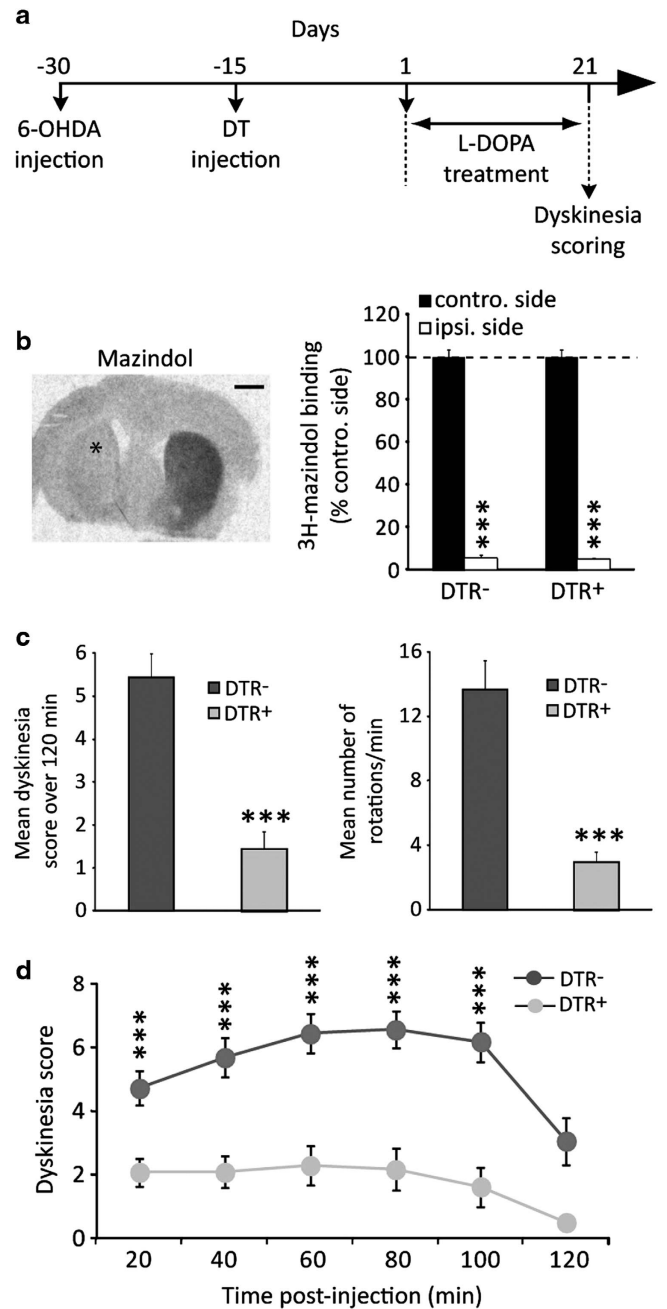 a
Days
-30 -15 1 21
6-OHDA injection
DT injection
L-DOPA treatment
Dyskinesia scoring
b
Mazindol
*
contro. side
ipsi. side
3H-mazindol binding
(% contro. side)
120
100
80
60
40
20
0
***
***
DTR-
DTR+
c
Mean dyskinesia
score over 120 min
6
5
4
3
2
1
0
DTR-
DTR+
***
Mean number of
rotations/min
16
12
8
4
0
DTR-
DTR+
***
d
Dyskinesia score
8
6
4
2
0
***
***
***
***
***
DTR-
DTR+
20 40 60 80 100 120
Time post-injection (min)